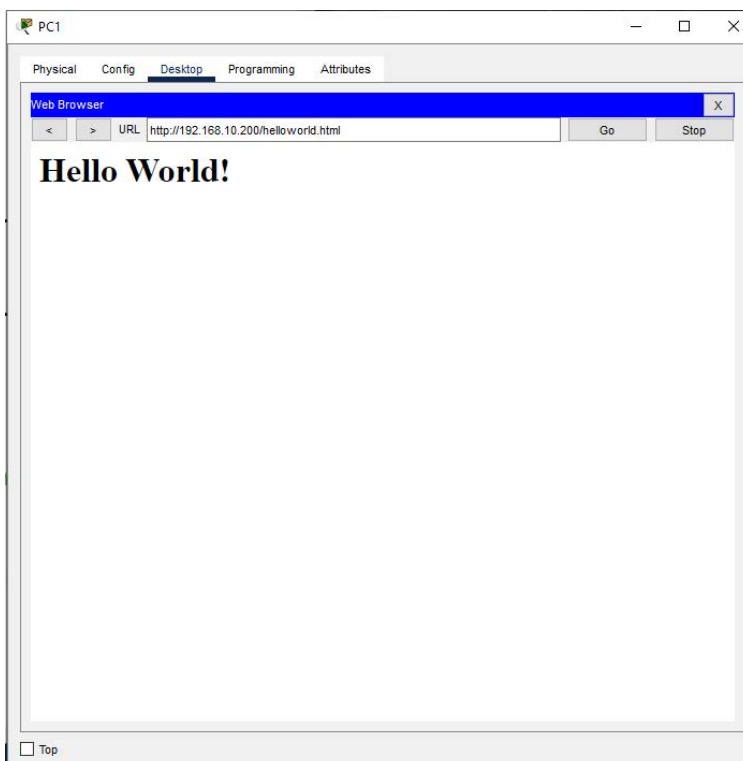 PC1
Physical Config Desktop Programming Attributes
Web Browser X
< > URL http://192.168.10.200/helloworld.html Go Stop
Hello World!
Top